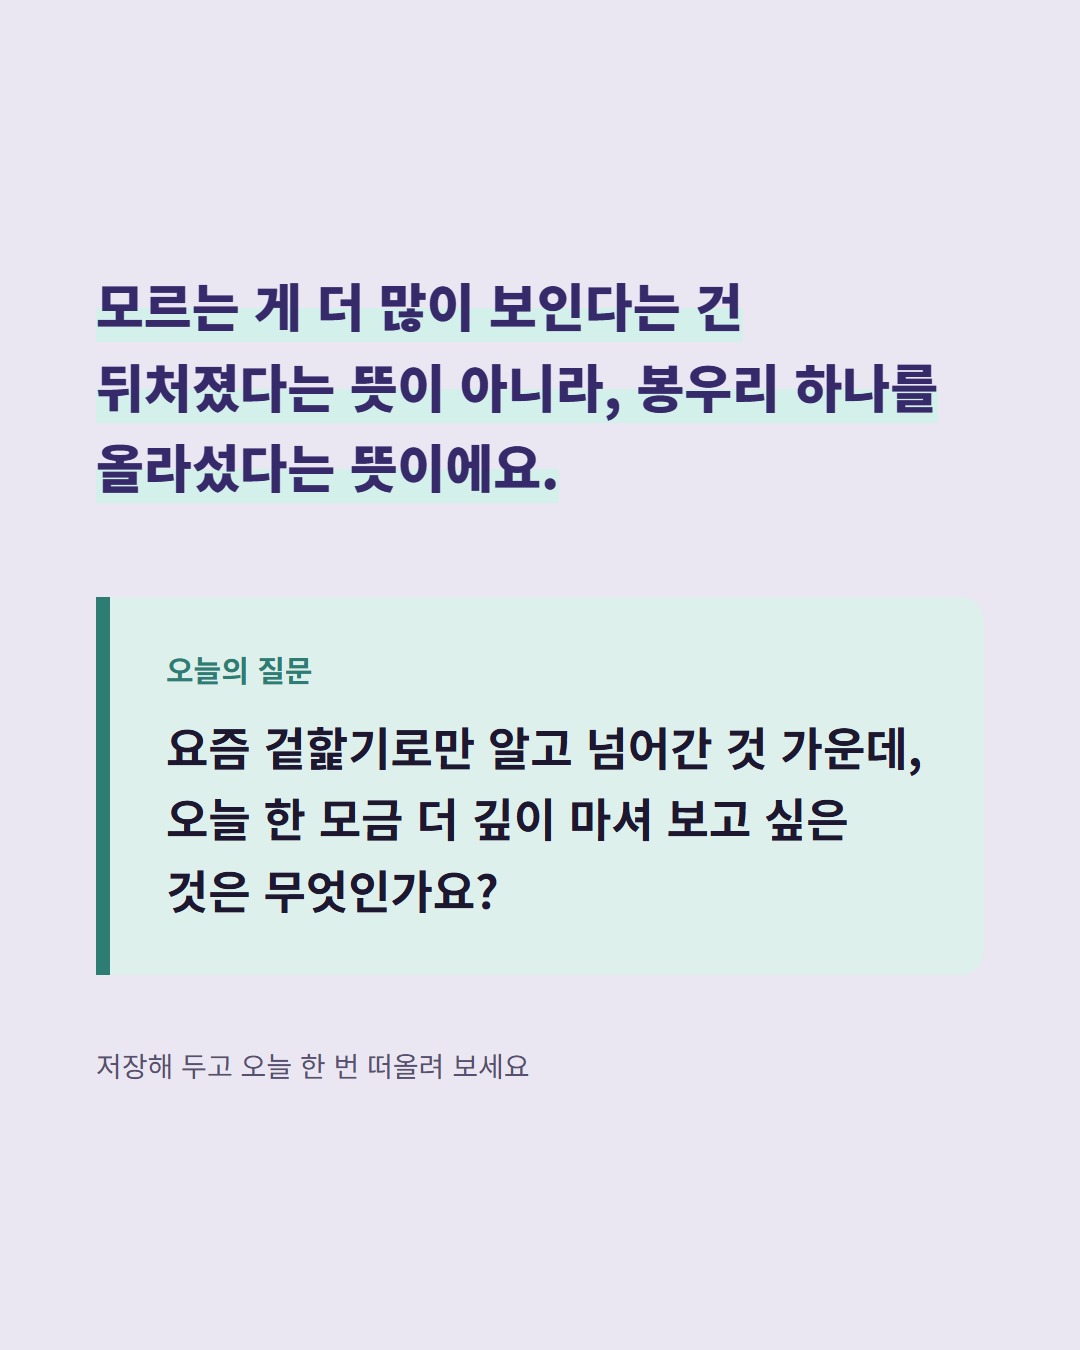 모르는 게 더 많이 보인다는 건
뒤처졌다는 뜻이 아니라, 봉우리 하나를
올라섰다는 뜻이에요.
오늘의 질문
요즘 겉핥기로만 알고 넘어간 것 가운데,
오늘 한 모금 더 깊이 마셔 보고 싶은
것은 무엇인가요?
저장해 두고 오늘 한 번 떠올려 보세요